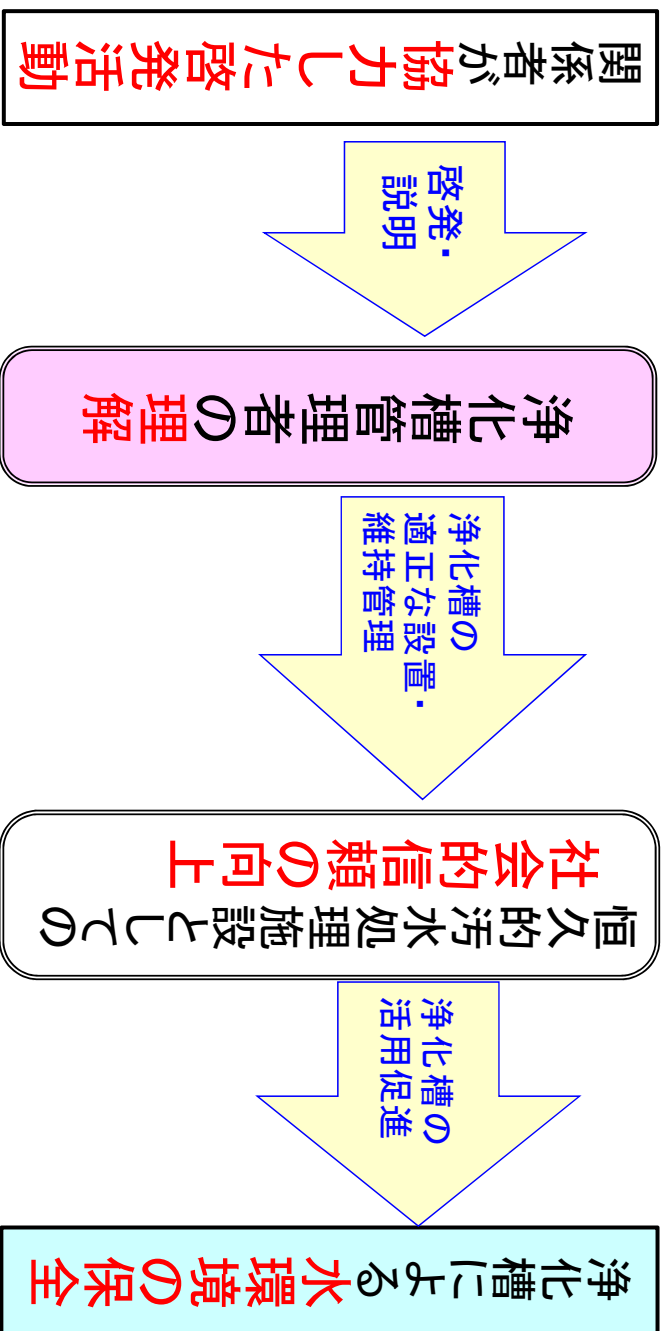 関係者が協力した啓発活動
啓発・
説明
浄化槽管理者の理解
浄化槽の
適正な設置・
維持管理
恒久的汚水処理施設としての
社会的信頼の向上
浄化槽の
活用促進
浄化槽による水環境の保全